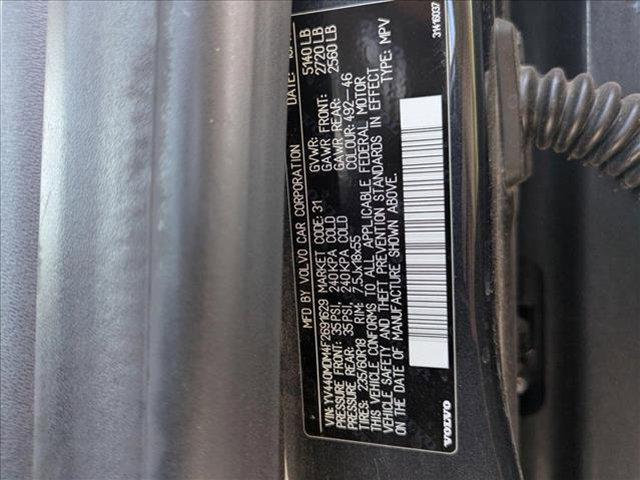 MFD BY VOLVO CAR CORPORATION DATE:
VIN: YV440MDM4F2691629 MARKET CODE: 31 GVWR: 5140 LB
PRESSURE FRONT: 35 PSI, 240 KPA COLD GAWR FRONT: 2720 LB
PRESSURE REAR: 35 PSI, 240 KPA COLD GAWR REAR: 2560 LB
TIRES: 235/60R18 RIM: 7.5Jx18x55 COLOUR: 492--46
THIS VEHICLE CONFORMS TO ALL APPLICABLE FEDERAL MOTOR
VEHICLE SAFETY AND THEFT PREVENTION STANDARDS IN EFFECT
ON THE DATE OF MANUFACTURE SHOWN ABOVE. TYPE: MPV
VOLVO 31416037